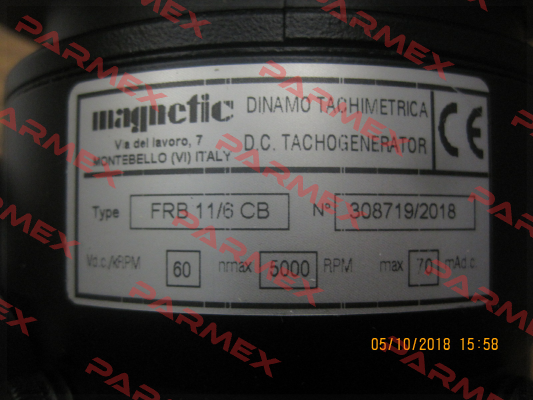 magnetic DINAMO TACHIMETRICA CE
Via del lavoro, 7 D.C. TACHOGENERATOR
MONTEBELLO (VI) ITALY
Type FRB 11/6 CB N° 308719/2018
Vd.c./kRPM 60 nmax 5000 RPM max 70 mAd.c.
05/10/2018 15:58
PARMEX
PARMEX
PARMEX
PARMEX
PARMEX
PARMEX